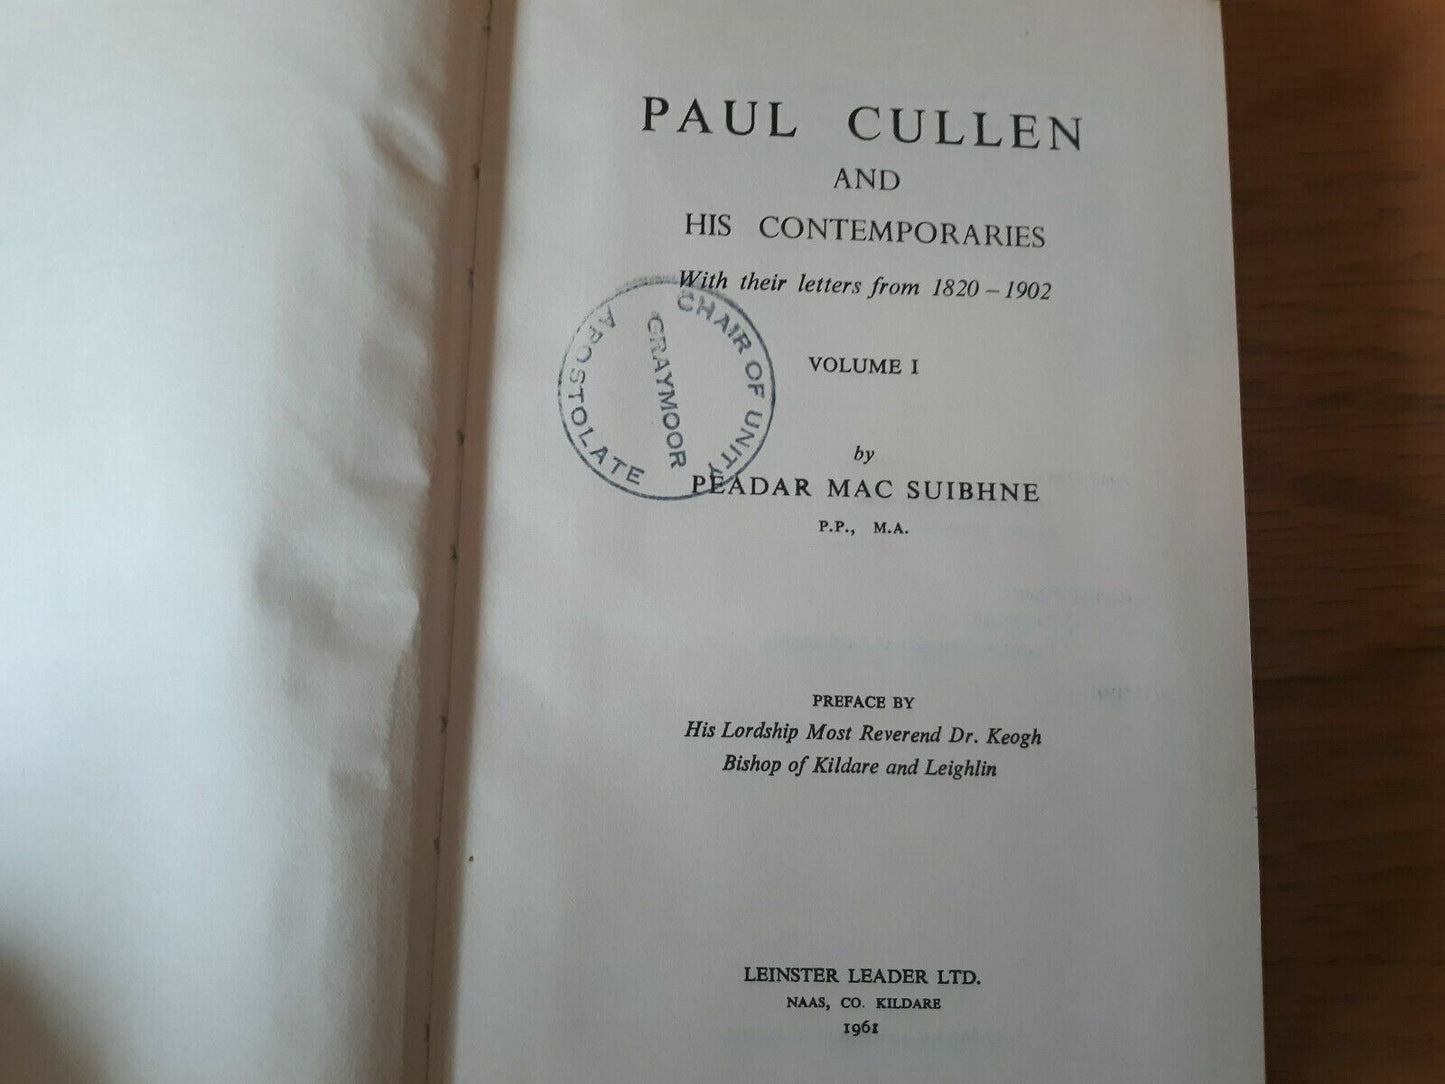 PAUL CULLEN
AND
HIS CONTEMPORARIES
With their letters from 1820 – 1902
CHAIR OF UNITY
APOSTOLATE
GRAYMOOR
VOLUME I
by
PEADAR MAC SUIBHNE
P.P., M.A.
PREFACE BY
His Lordship Most Reverend Dr. Keogh
Bishop of Kildare and Leighlin
LEINSTER LEADER LTD.
NAAS, CO. KILDARE
1961